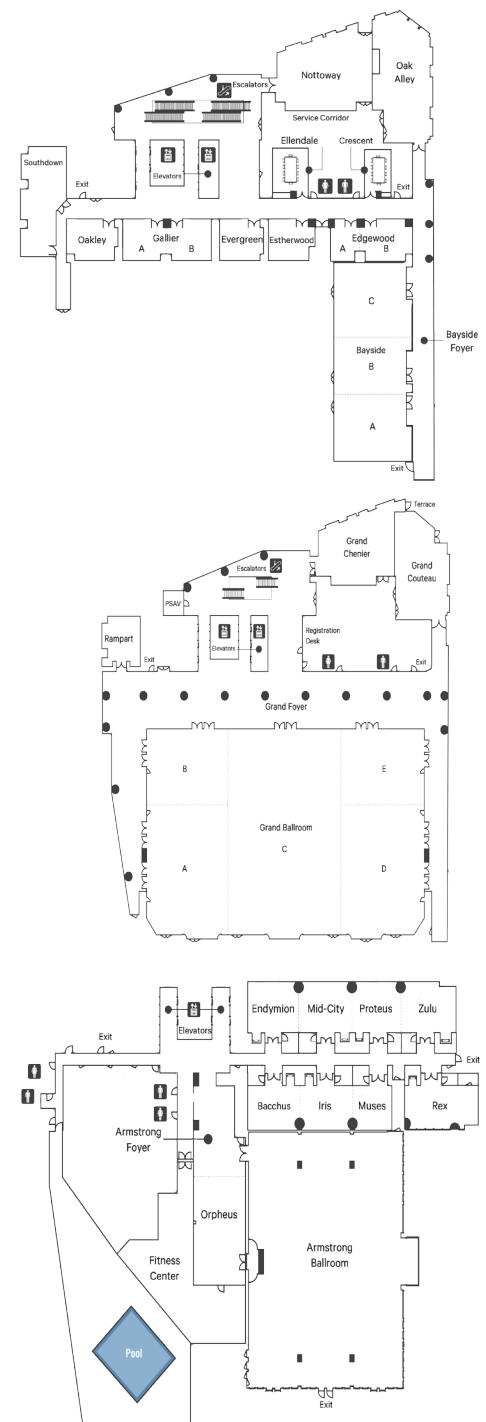 Nottoway
Oak
Alley
Escalators
Service Corridor
Ellendale
Crescent
Southdown
Exit
Elevators
Exit
Oakley
Gallier
A
B
Evergreen
Estherwood
Edgewood
A
B
C
Bayside
B
Bayside
Foyer
A
Exit
Terrace
Grand
Chenier
Grand
Couteau
Escalators
PSAV
Rampart
Exit
Elevators
Registration
Desk
Exit
Grand Foyer
B
E
Grand Ballroom
C
A
D
Endymion
Mid-City
Proteus
Zulu
Elevators
Exit
Exit
Bacchus
Iris
Muses
Rex
Armstrong
Foyer
Orpheus
Fitness
Center
Armstrong
Ballroom
Pool
Exit